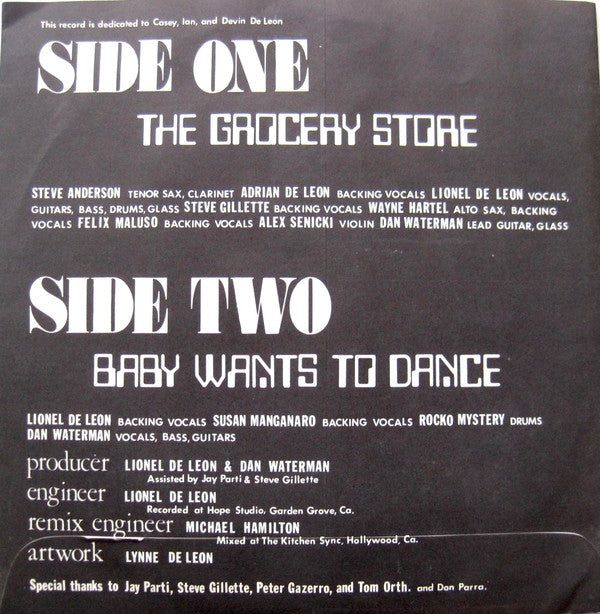 This record is dedicated to Casey, Ian, and Devin De Leon
SIDE ONE
THE GROCERY STORE
STEVE ANDERSON TENOR SAX, CLARINET ADRIAN DE LEON BACKING VOCALS LIONEL DE LEON VOCALS,
GUITARS, BASS, DRUMS, GLASS STEVE GILLETTE BACKING VOCALS WAYNE HARTEL ALTO SAX, BACKING
VOCALS FELIX MALUSO BACKING VOCALS ALEX SENICKI VIOLIN DAN WATERMAN LEAD GUITAR, GLASS
SIDE TWO
BABY WANTS TO DANCE
LIONEL DE LEON BACKING VOCALS SUSAN MANGANARO BACKING VOCALS ROCKO MYSTERY DRUMS
DAN WATERMAN VOCALS, BASS, GUITARS
producer LIONEL DE LEON & DAN WATERMAN
Assisted by Jay Parti & Steve Gillette
engineer LIONEL DE LEON
Recorded at Hope Studio, Garden Grove, Ca.
remix engineer MICHAEL HAMILTON
Mixed at The Kitchen Sync, Hollywood, Ca.
artwork LYNNE DE LEON
Special thanks to Jay Parti, Steve Gillette, Peter Gazerro, and Tom Orth. and Don Parra.